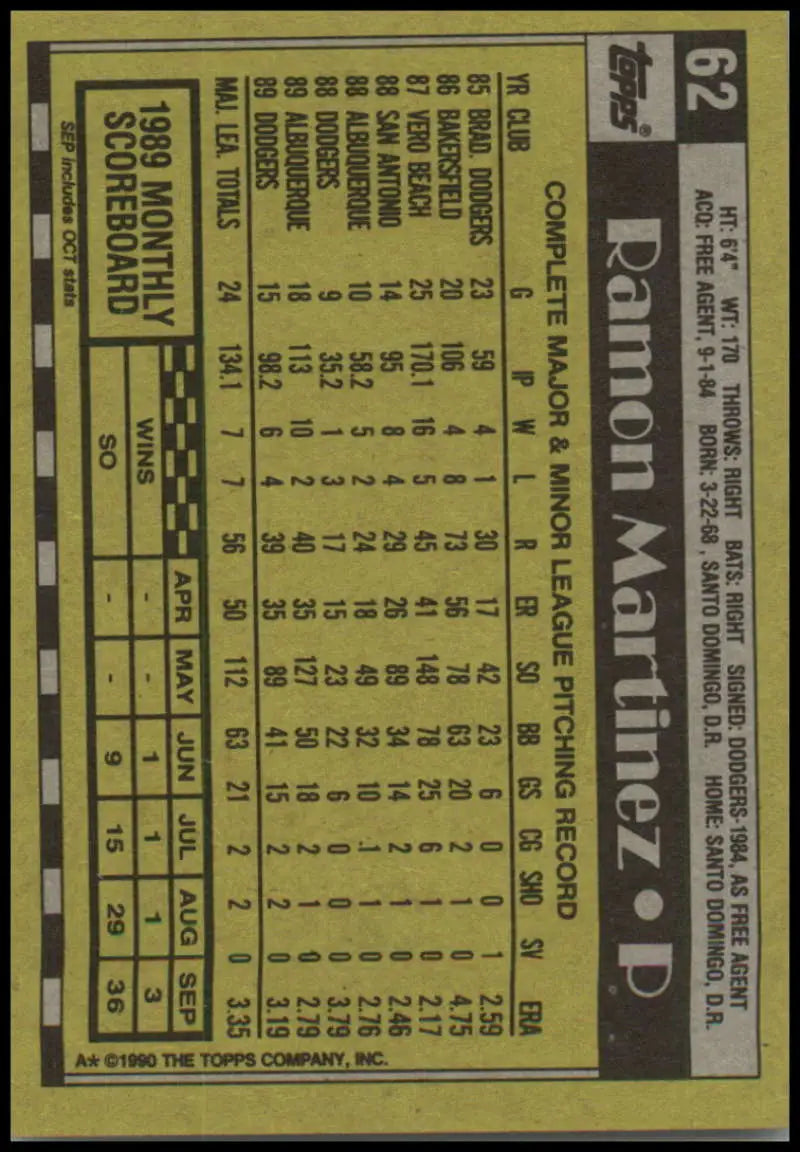 62
HT: 6'4" WT: 170 THROWS: RIGHT BATS: RIGHT SIGNED: DODGERS-1984, AS FREE AGENT
ACQ: FREE AGENT, 9-1-84 BORN: 3-22-68, SANTO DOMINGO, D.R. HOME: SANTO DOMINGO, D.R.
Topps® Ramon Martinez • P
COMPLETE MAJOR & MINOR LEAGUE PITCHING RECORD
YR CLUB G IP W L R ER SO BB GS CG SHO SV ERA
85 BRAD. DODGERS 23 59 4 1 30 17 42 23 6 0 0 1 2.59
86 BAKERSFIELD 20 106 4 8 73 56 78 63 20 2 1 0 4.75
87 VERO BEACH 25 170.1 16 5 45 41 148 78 25 6 1 0 2.17
88 SAN ANTONIO 14 95 8 4 29 26 89 34 14 2 1 0 2.46
88 ALBUQUERQUE 10 58.2 5 2 24 18 49 32 10 1 1 0 2.76
88 DODGERS 9 35.2 1 3 17 15 23 22 6 0 0 0 3.79
89 ALBUQUERQUE 18 113 10 2 40 35 127 50 18 2 1 0 2.79
89 DODGERS 15 98.2 6 4 39 35 89 41 15 2 2 0 3.19
MAJ. LEA. TOTALS 24 134.1 7 7 56 50 112 63 21 2 2 0 3.35
1989 MONTHLY
SCOREBOARD
APR MAY JUN JUL AUG SEP
WINS - - 1 1 1 3
SO - - 9 15 29 36
SEP includes OCT stats
A* ©1990 THE TOPPS COMPANY, INC.